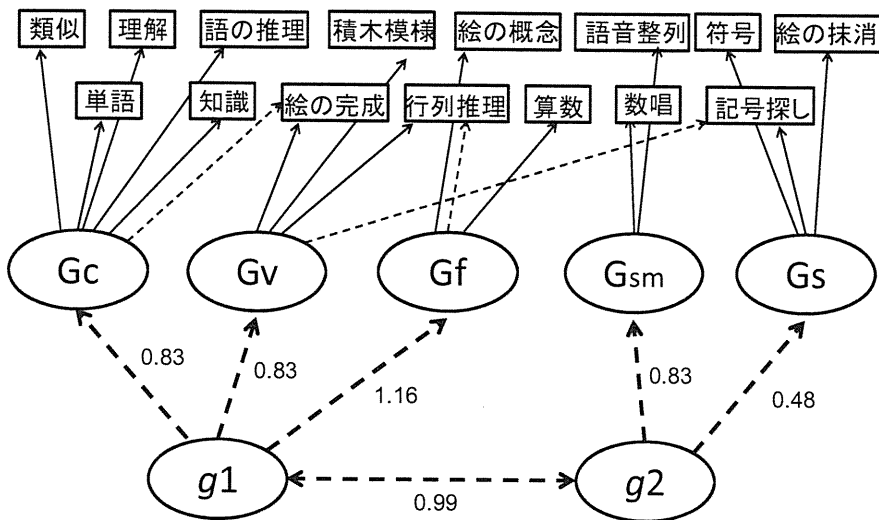 類似 理解 語の推理 積木模様 絵の概念 語音整列 符号 絵の抹消
単語 知識 絵の完成 行列推理 算数 数唱 記号探し
Gc Gv Gf Gsm Gs
0.83 0.83 1.16 0.83 0.48
g1 0.99 g2